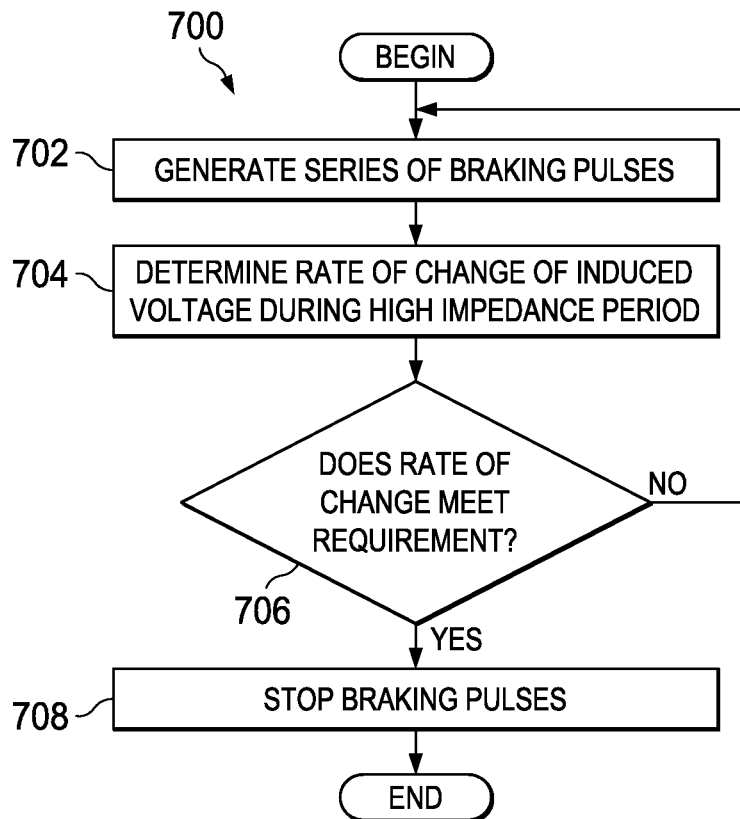 700
BEGIN
702
GENERATE SERIES OF BRAKING PULSES
704
DETERMINE RATE OF CHANGE OF INDUCED
VOLTAGE DURING HIGH IMPEDANCE PERIOD
DOES RATE OF
CHANGE MEET
REQUIREMENT?
NO
706
YES
708
STOP BRAKING PULSES
END